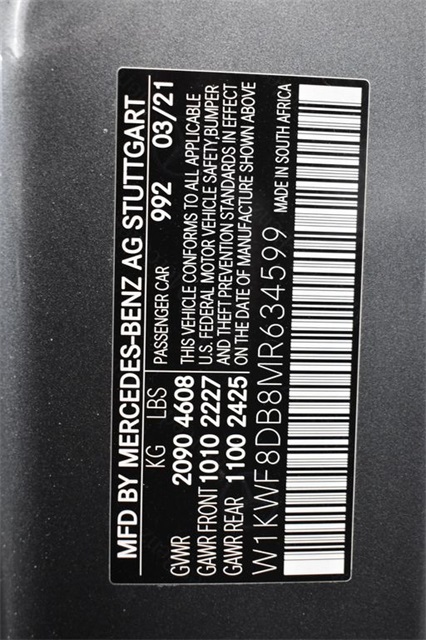 MFD BY MERCEDES-BENZ AG STUTTGART
KG LBS PASSENGER CAR 992 03/21
GVWR 2090 4608
GAWR FRONT 1010 2227
GAWR REAR 1100 2425
THIS VEHICLE CONFORMS TO ALL APPLICABLE
U.S. FEDERAL MOTOR VEHICLE SAFETY,BUMPER
AND THEFT PREVENTION STANDARDS IN EFFECT
ON THE DATE OF MANUFACTURE SHOWN ABOVE.
W1KWF8DB8MR634599 MADE IN SOUTH AFRICA